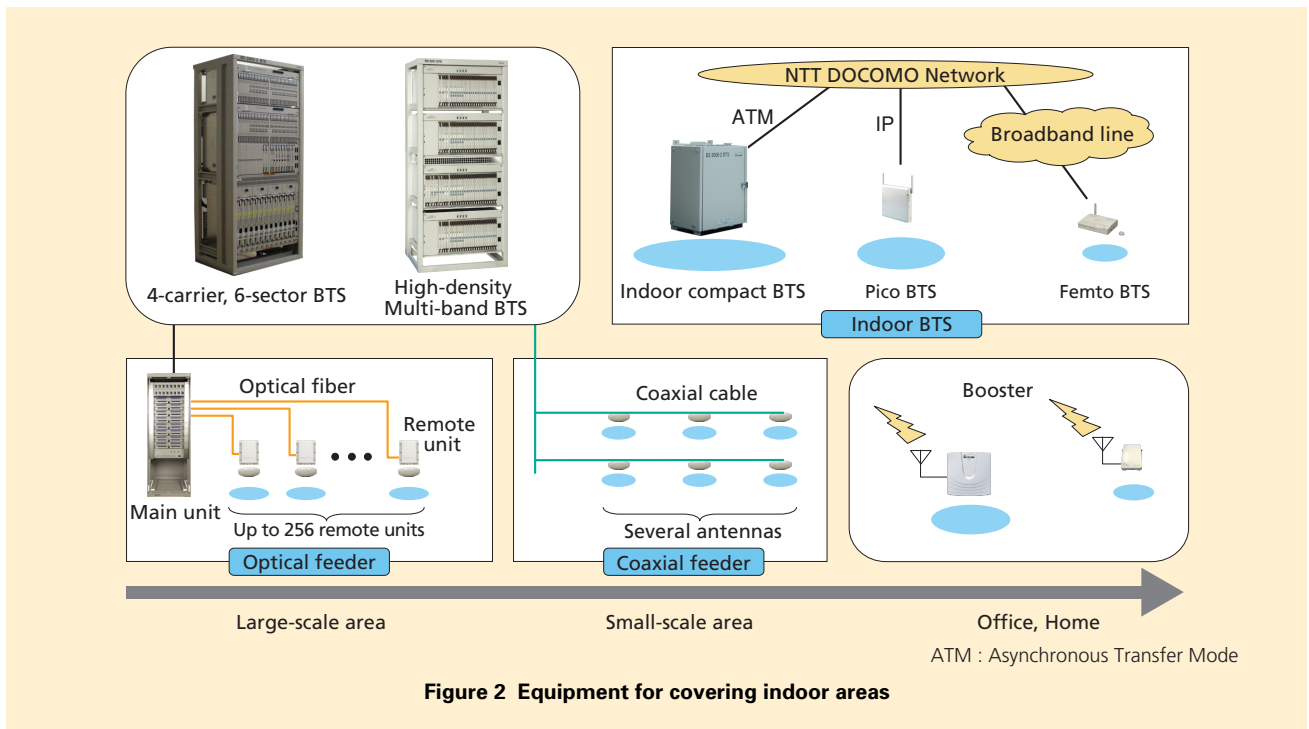 4-carrier, 6-sector BTS
High-density
Multi-band BTS
NTT DOCOMO Network
ATM
IP
Broadband line
Indoor compact BTS
Pico BTS
Femto BTS
Indoor BTS
Optical fiber
Remote
unit
Main unit
Up to 256 remote units
Optical feeder
Coaxial cable
Several antennas
Coaxial feeder
Booster
Large-scale area
Small-scale area
Office, Home
ATM : Asynchronous Transfer Mode
Figure 2 Equipment for covering indoor areas